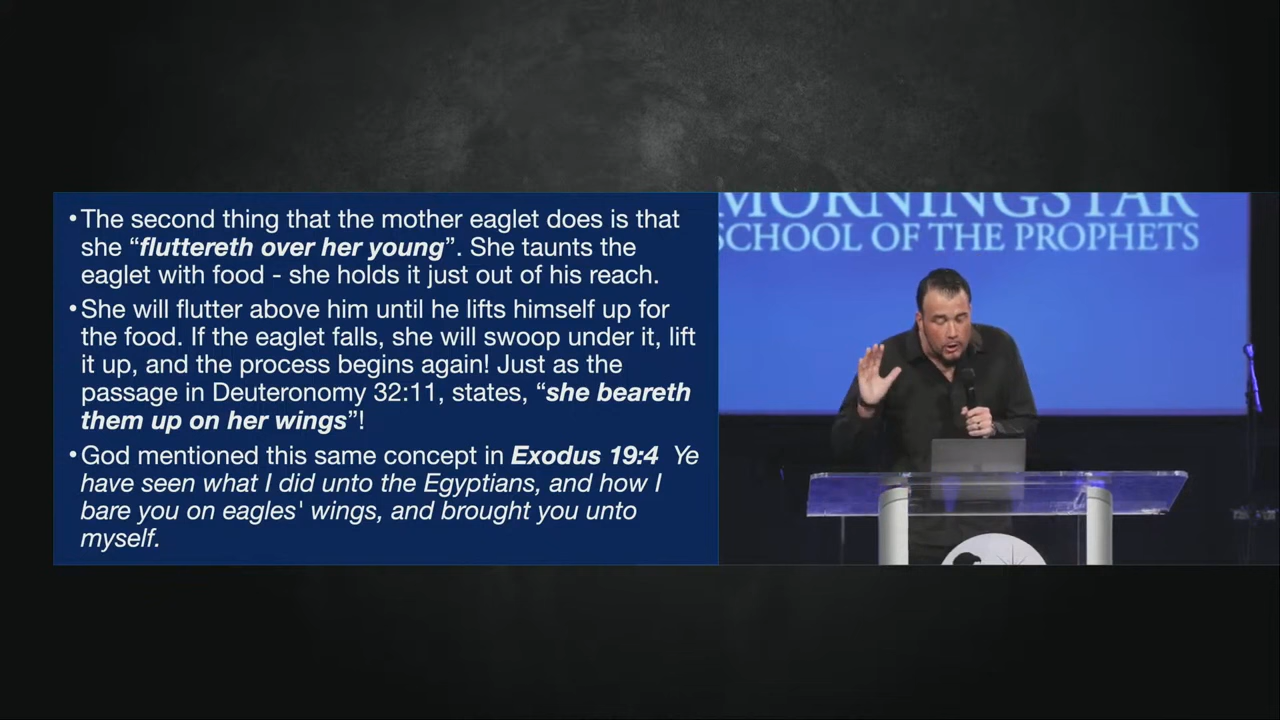 •The second thing that the mother eaglet does is that
she “fluttereth over her young”. She taunts the
eaglet with food - she holds it just out of his reach.
•She will flutter above him until he lifts himself up for
the food. If the eaglet falls, she will swoop under it, lift
it up, and the process begins again! Just as the
passage in Deuteronomy 32:11, states, “she beareth
them up on her wings”!
•God mentioned this same concept in Exodus 19:4 Ye
have seen what I did unto the Egyptians, and how I
bare you on eagles' wings, and brought you unto
myself.
MORNINGSTAR
SCHOOL OF THE PROPHETS